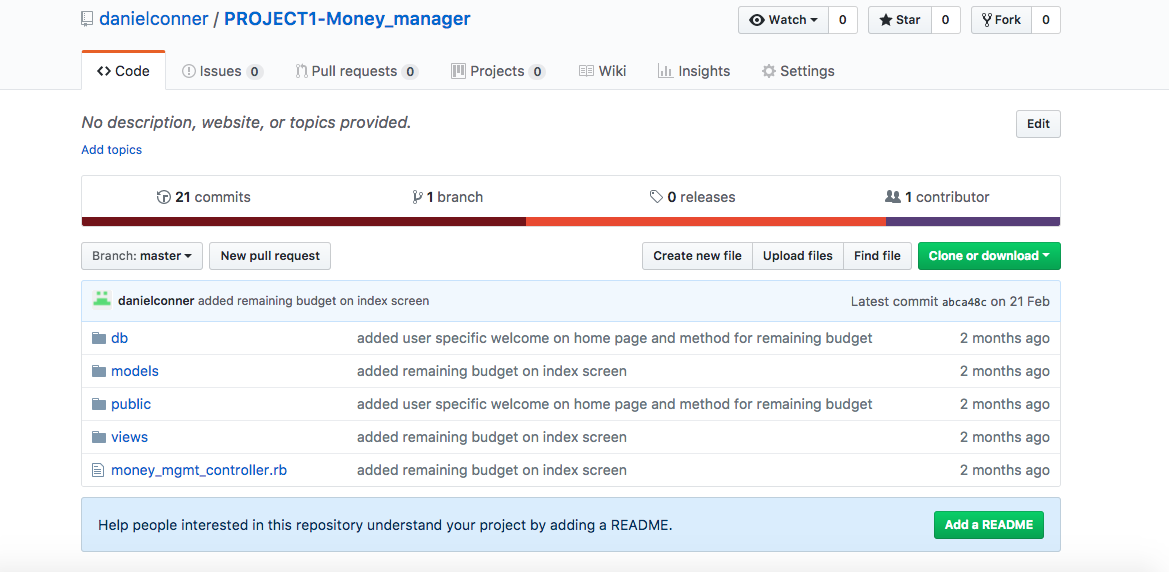 danielconner / PROJECT1-Money_manager Watch 0 Star 0 Fork 0
Code Issues 0 Pull requests 0 Projects 0 Wiki Insights Settings
No description, website, or topics provided. Edit
Add topics
21 commits 1 branch 0 releases 1 contributor
Branch: master New pull request Create new file Upload files Find file Clone or download
danielconner added remaining budget on index screen Latest commit abca48c on 21 Feb
db added user specific welcome on home page and method for remaining budget 2 months ago
models added remaining budget on index screen 2 months ago
public added user specific welcome on home page and method for remaining budget 2 months ago
views added remaining budget on index screen 2 months ago
money_mgmt_controller.rb added remaining budget on index screen 2 months ago
Help people interested in this repository understand your project by adding a README. Add a README